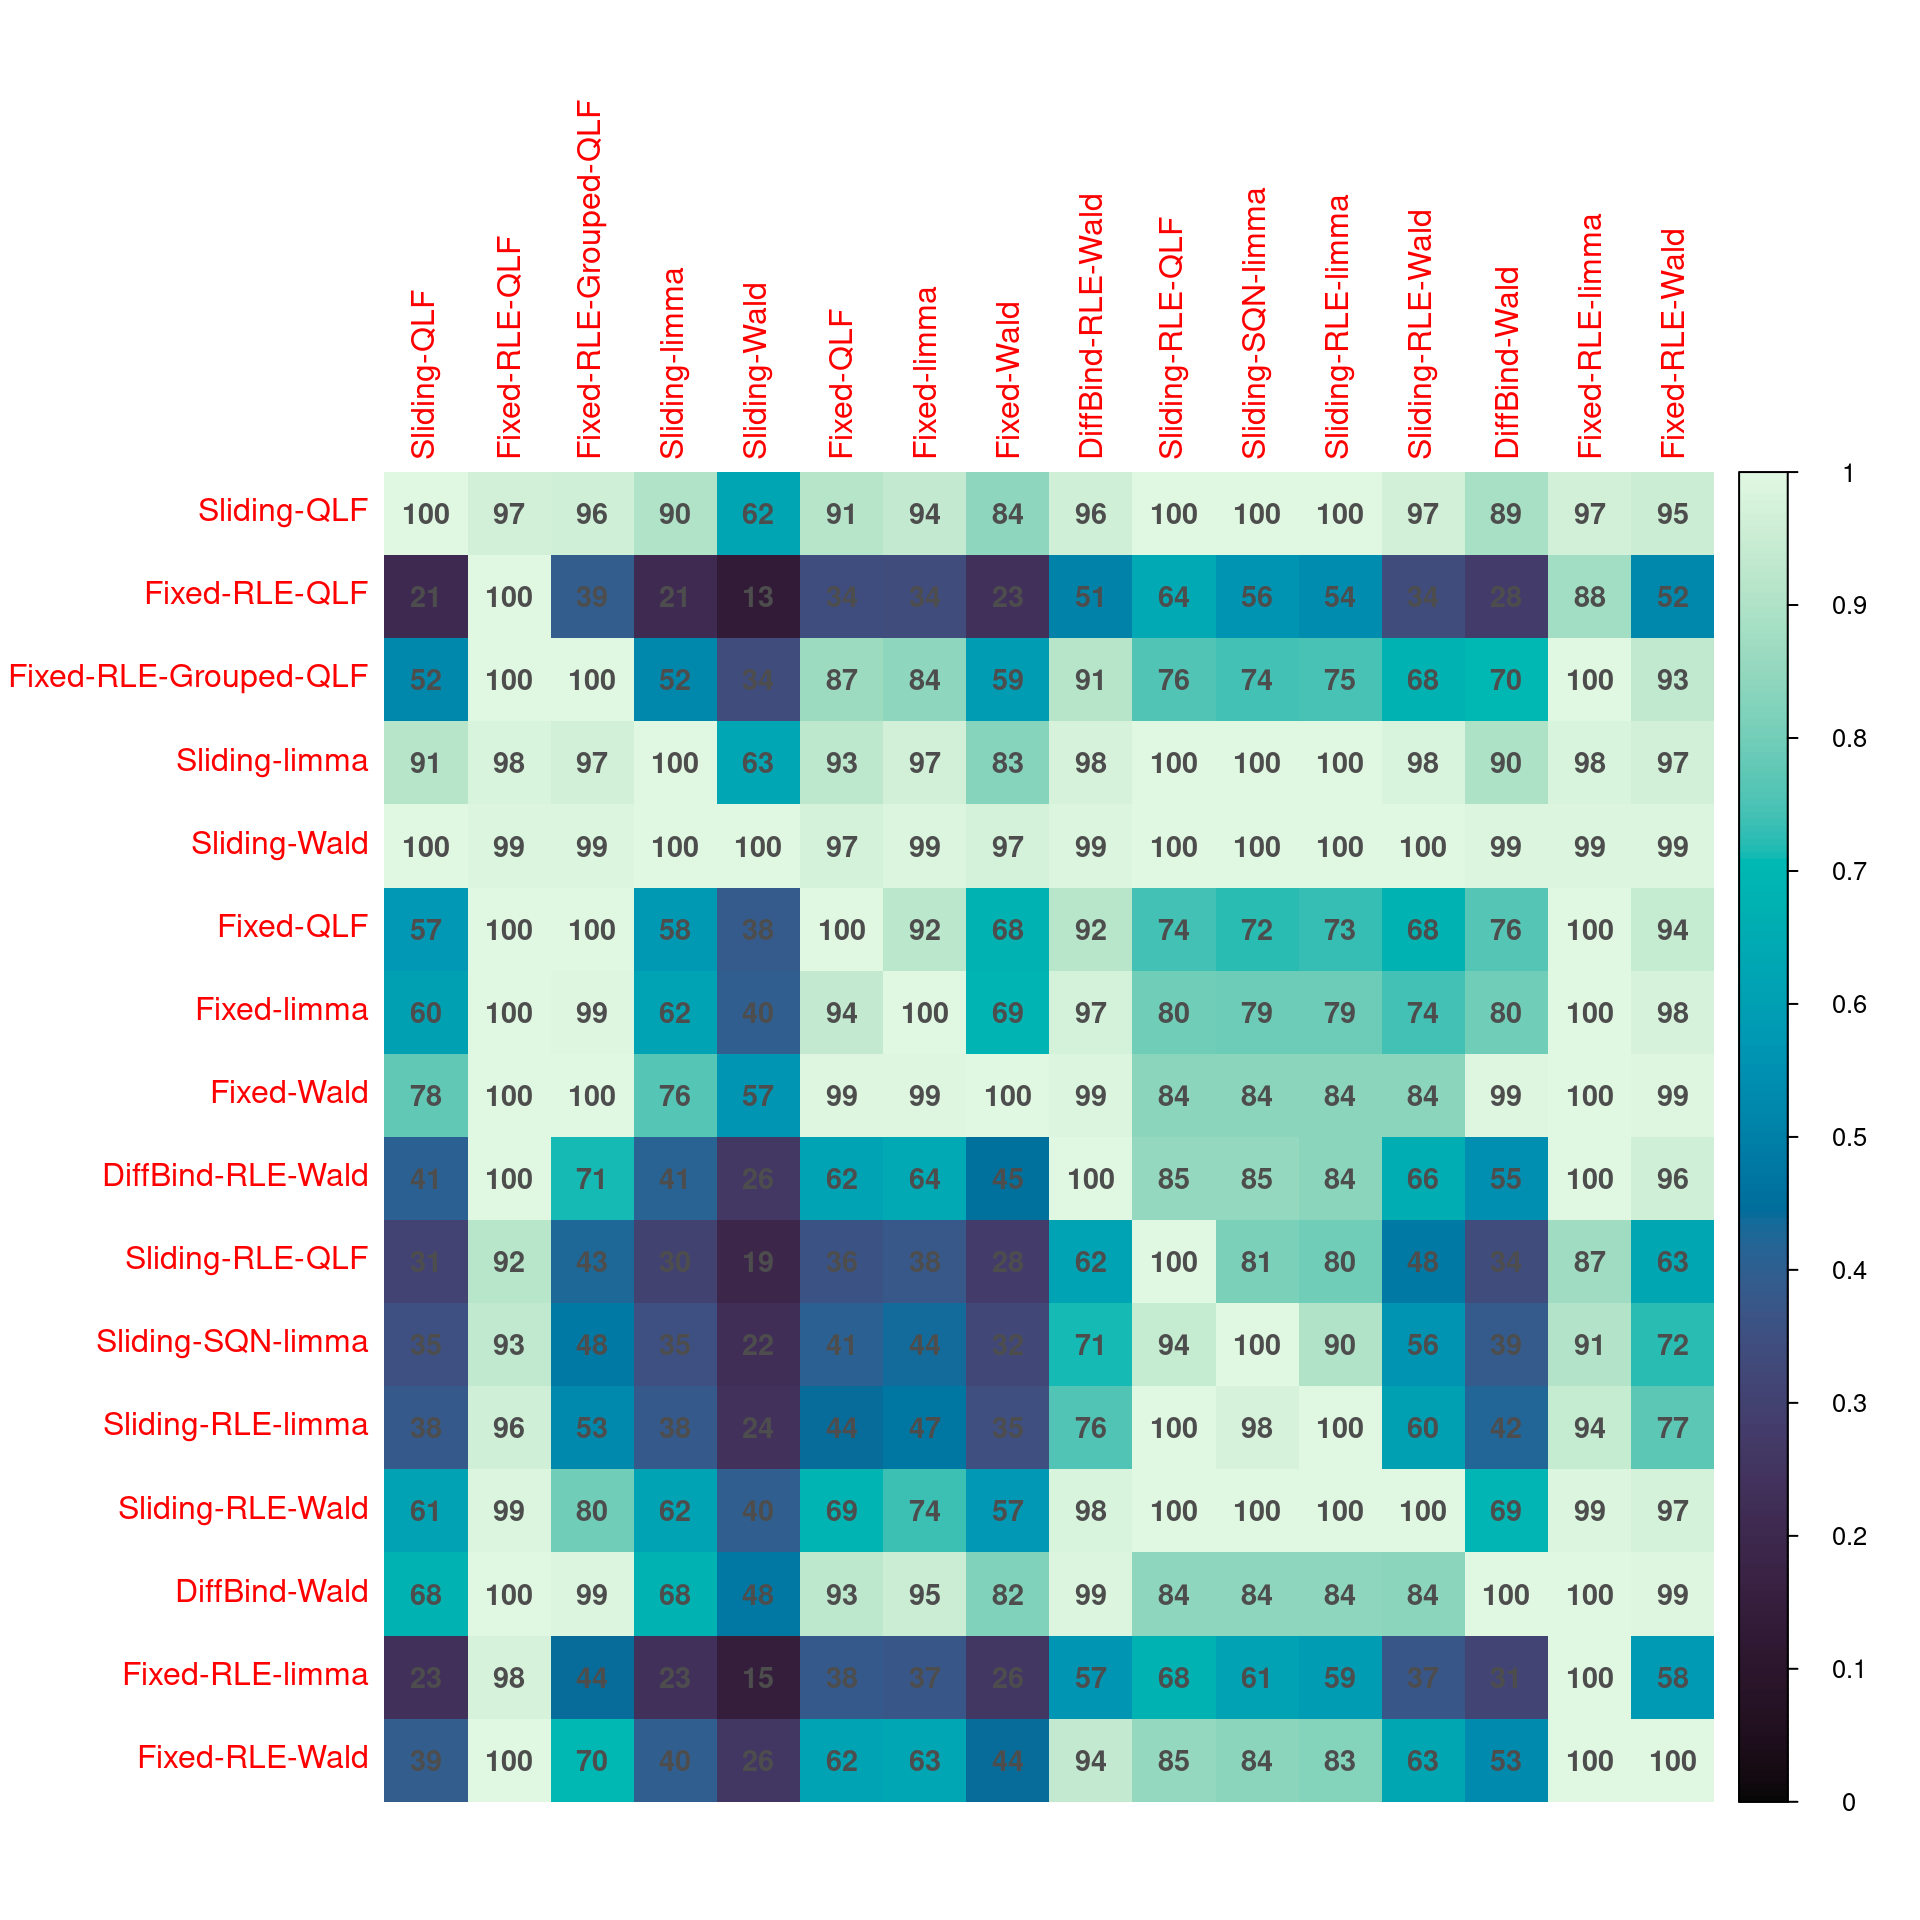 Sliding-QLF Fixed-RLE-QLF Fixed-RLE-Grouped-QLF Sliding-limma Sliding-Wald Fixed-QLF Fixed-limma Fixed-Wald DiffBind-RLE-Wald Sliding-RLE-QLF Sliding-SQN-limma Sliding-RLE-limma Sliding-RLE-Wald DiffBind-Wald Fixed-RLE-limma Fixed-RLE-Wald
Sliding-QLF 100 97 96 90 62 91 94 84 96 100 100 100 97 89 97 95
Fixed-RLE-QLF 21 100 39 21 13 34 34 23 51 64 56 54 34 28 88 52
Fixed-RLE-Grouped-QLF 52 100 100 52 34 87 84 59 91 76 74 75 68 70 100 93
Sliding-limma 91 98 97 100 63 93 97 83 98 100 100 100 98 90 98 97
Sliding-Wald 100 99 99 100 100 97 99 97 99 100 100 100 100 99 99 99
Fixed-QLF 57 100 100 58 38 100 92 68 92 74 72 73 68 76 100 94
Fixed-limma 60 100 99 62 40 94 100 69 97 80 79 79 74 80 100 98
Fixed-Wald 78 100 100 76 57 99 99 100 99 84 84 84 84 99 100 99
DiffBind-RLE-Wald 41 100 71 41 26 62 64 45 100 85 85 84 66 55 100 96
Sliding-RLE-QLF 31 92 43 30 19 36 38 28 62 100 81 80 48 34 87 63
Sliding-SQN-limma 35 93 48 35 22 41 44 32 71 94 100 90 56 39 91 72
Sliding-RLE-limma 38 96 53 38 24 44 47 35 76 100 98 100 60 42 94 77
Sliding-RLE-Wald 61 99 80 62 40 69 74 57 98 100 100 100 100 69 99 97
DiffBind-Wald 68 100 99 68 48 93 95 82 99 84 84 84 84 100 100 99
Fixed-RLE-limma 23 98 44 23 15 38 37 26 57 68 61 59 37 31 100 58
Fixed-RLE-Wald 39 100 70 40 26 62 63 44 94 85 84 83 63 53 100 100
1
0.9
0.8
0.7
0.6
0.5
0.4
0.3
0.2
0.1
0